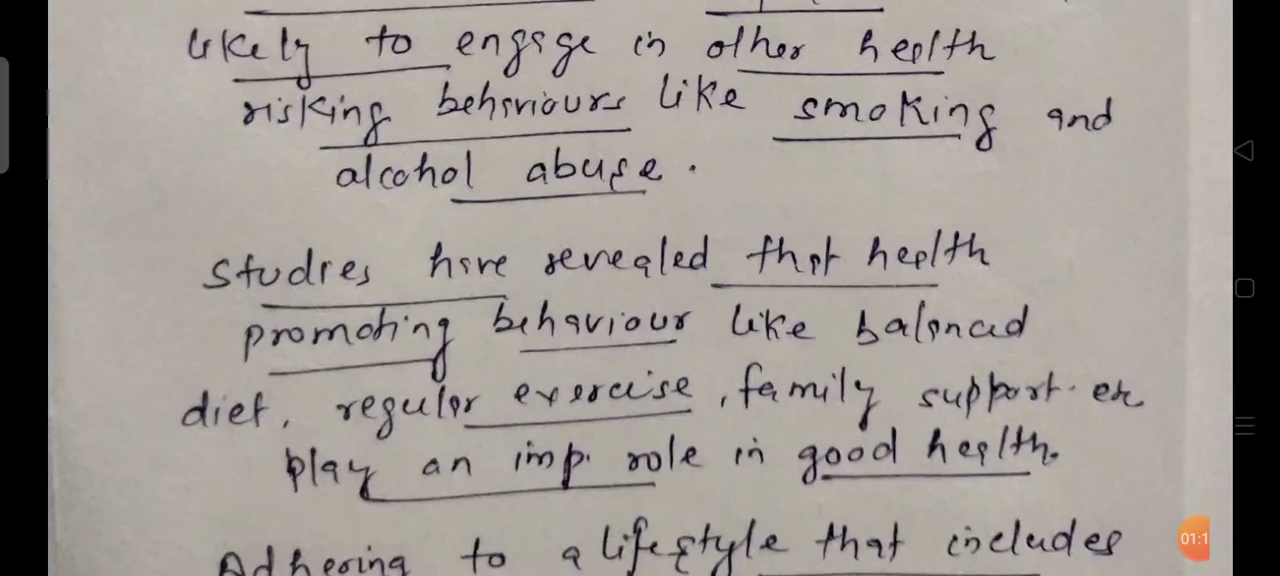 likely to engage in other health
risking behaviours like smoking and
alcohol abuse.
Studies have revealed that health
promoting behaviour like balanced
diet, regular exercise, family support etc
play an imp. role in good health.
Adhering to a lifestyle that includes
01:1